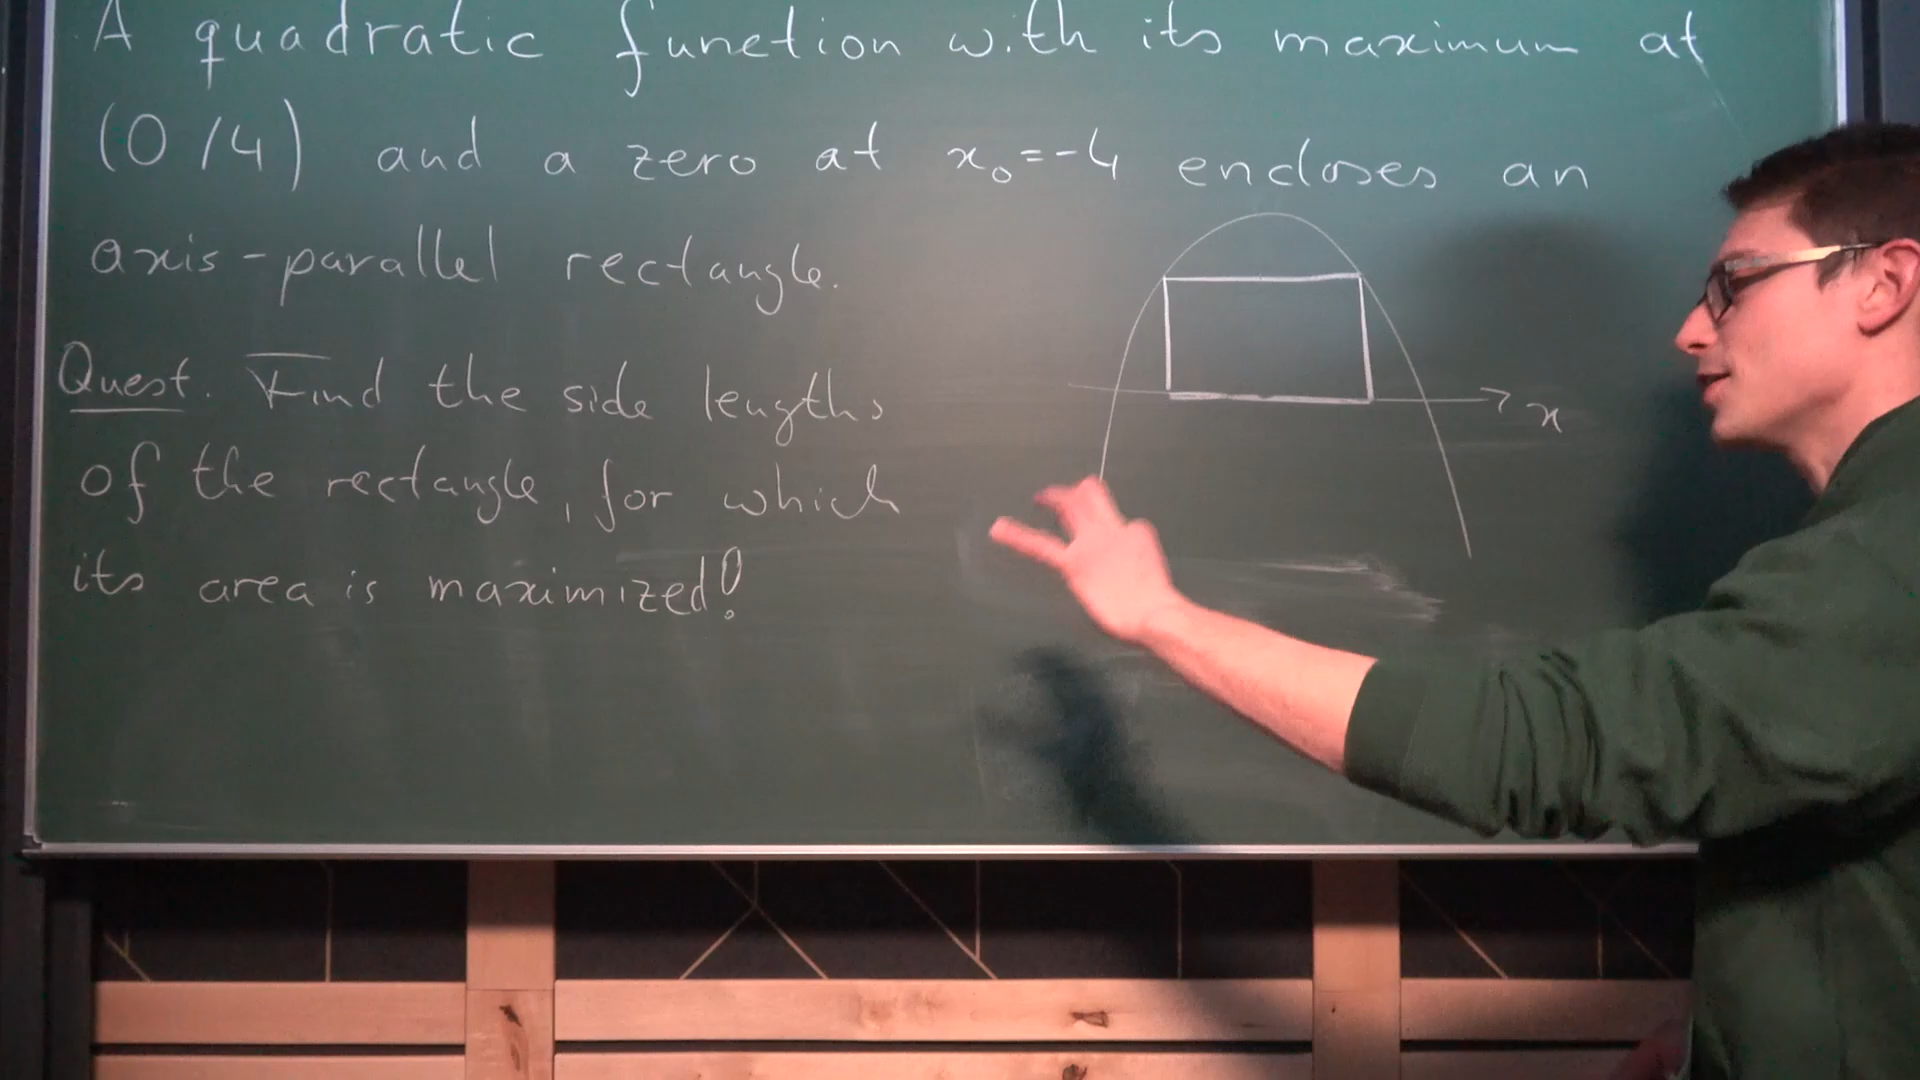 A quadratic function with its maximum at
(0/4) and a zero at x₀=-4 encloses an
axis-parallel rectangle.
Quest. Find the side lengths
of the rectangle, for which
its area is maximized!
x